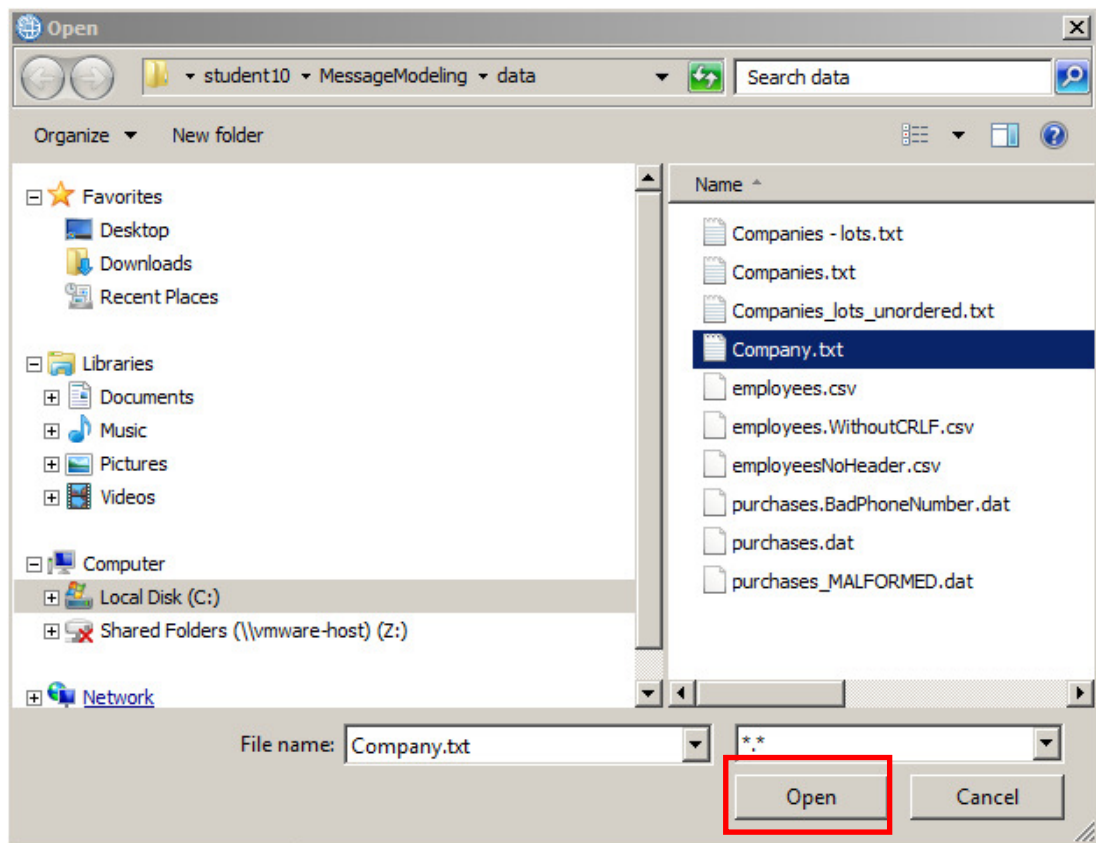 Open
student10 MessageModeling data
Search data
Organize New folder
Favorites
Desktop
Downloads
Recent Places
Libraries
Documents
Music
Pictures
Videos
Computer
Local Disk (C:)
Shared Folders (\\vmware-host) (Z:)
Network
Name
Companies - lots.txt
Companies.txt
Companies_lots_unordered.txt
Company.txt
employees.csv
employees.WithoutCRLF.csv
employeesNoHeader.csv
purchases.BadPhoneNumber.dat
purchases.dat
purchases_MALFORMED.dat
File name: Company.txt *.*
Open Cancel